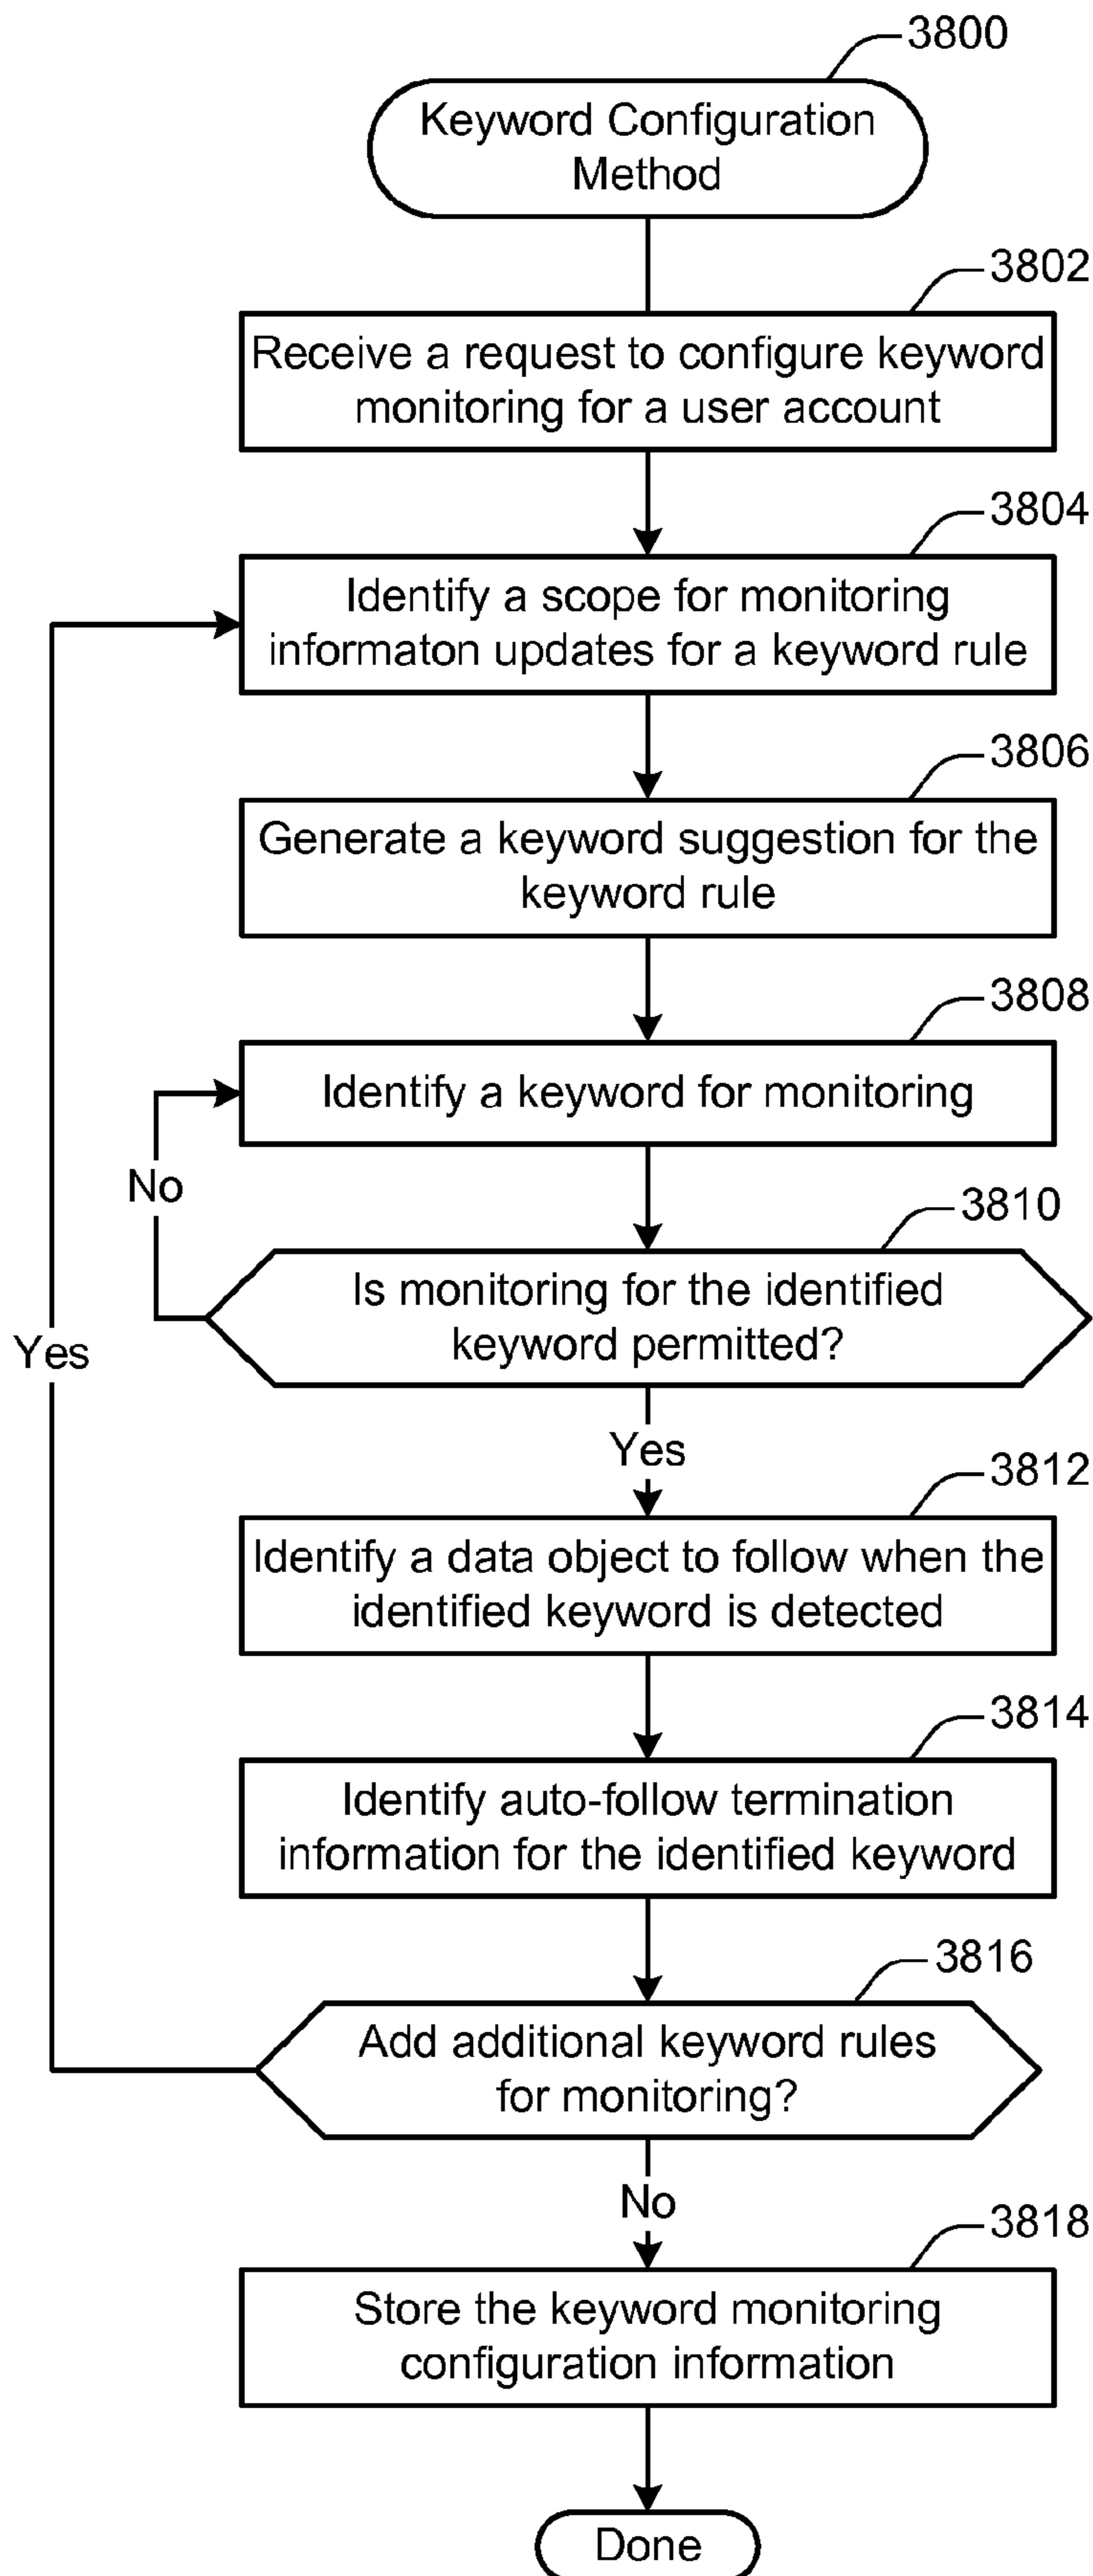 3800
Keyword Configuration
Method
3802
Receive a request to configure keyword
monitoring for a user account
3804
Identify a scope for monitoring
informaton updates for a keyword rule
3806
Generate a keyword suggestion for the
keyword rule
3808
Identify a keyword for monitoring
No
3810
Is monitoring for the identified
keyword permitted?
Yes
Yes
3812
Identify a data object to follow when the
identified keyword is detected
3814
Identify auto-follow termination
information for the identified keyword
3816
Add additional keyword rules
for monitoring?
No
3818
Store the keyword monitoring
configuration information
Done